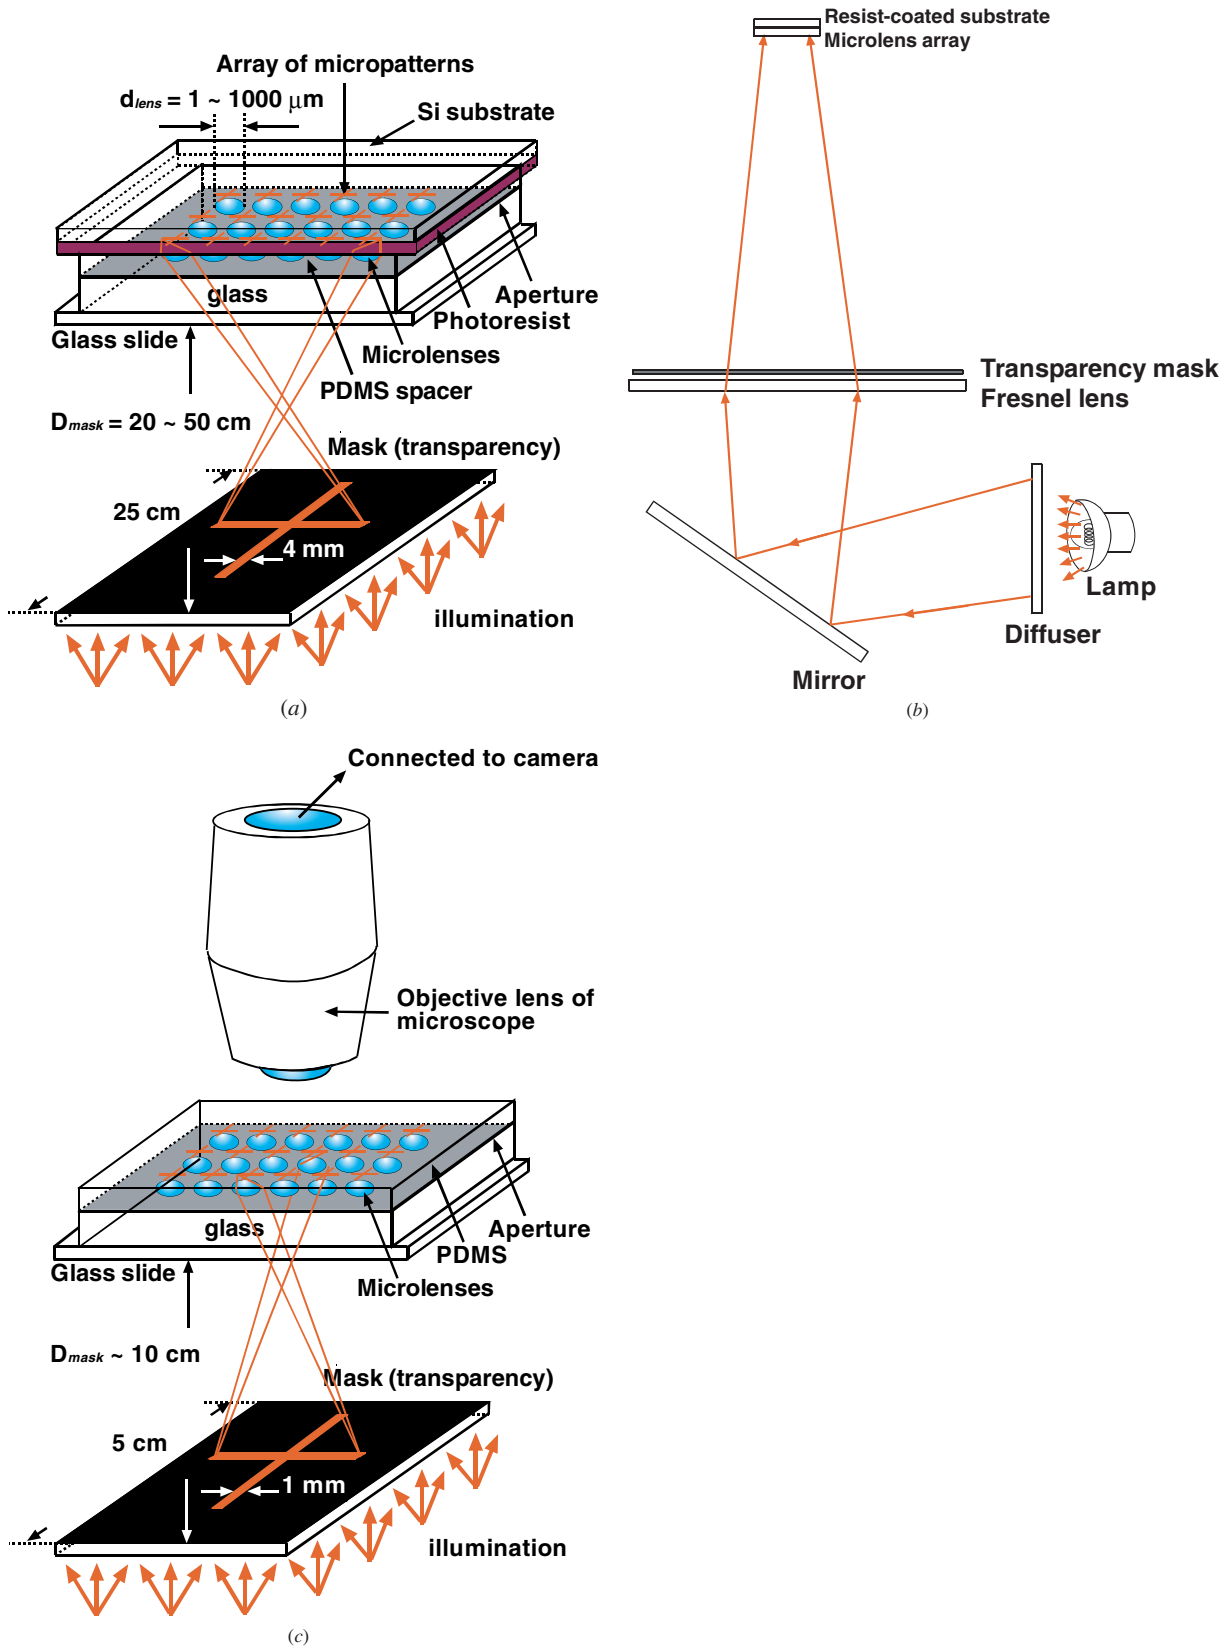 Array of micropatterns
dlens = 1 ~ 1000 μm
Si substrate
glass
Aperture
Photoresist
Glass slide
Microlenses
PDMS spacer
Dmask = 20 ~ 50 cm
Mask (transparency)
25 cm
4 mm
illumination
(a)
Resist-coated substrate
Microlens array
Transparency mask
Fresnel lens
Lamp
Diffuser
Mirror
(b)
Connected to camera
Objective lens of
microscope
glass
Aperture
PDMS
Glass slide
Microlenses
Dmask ~ 10 cm
Mask (transparency)
5 cm
1 mm
illumination
(c)